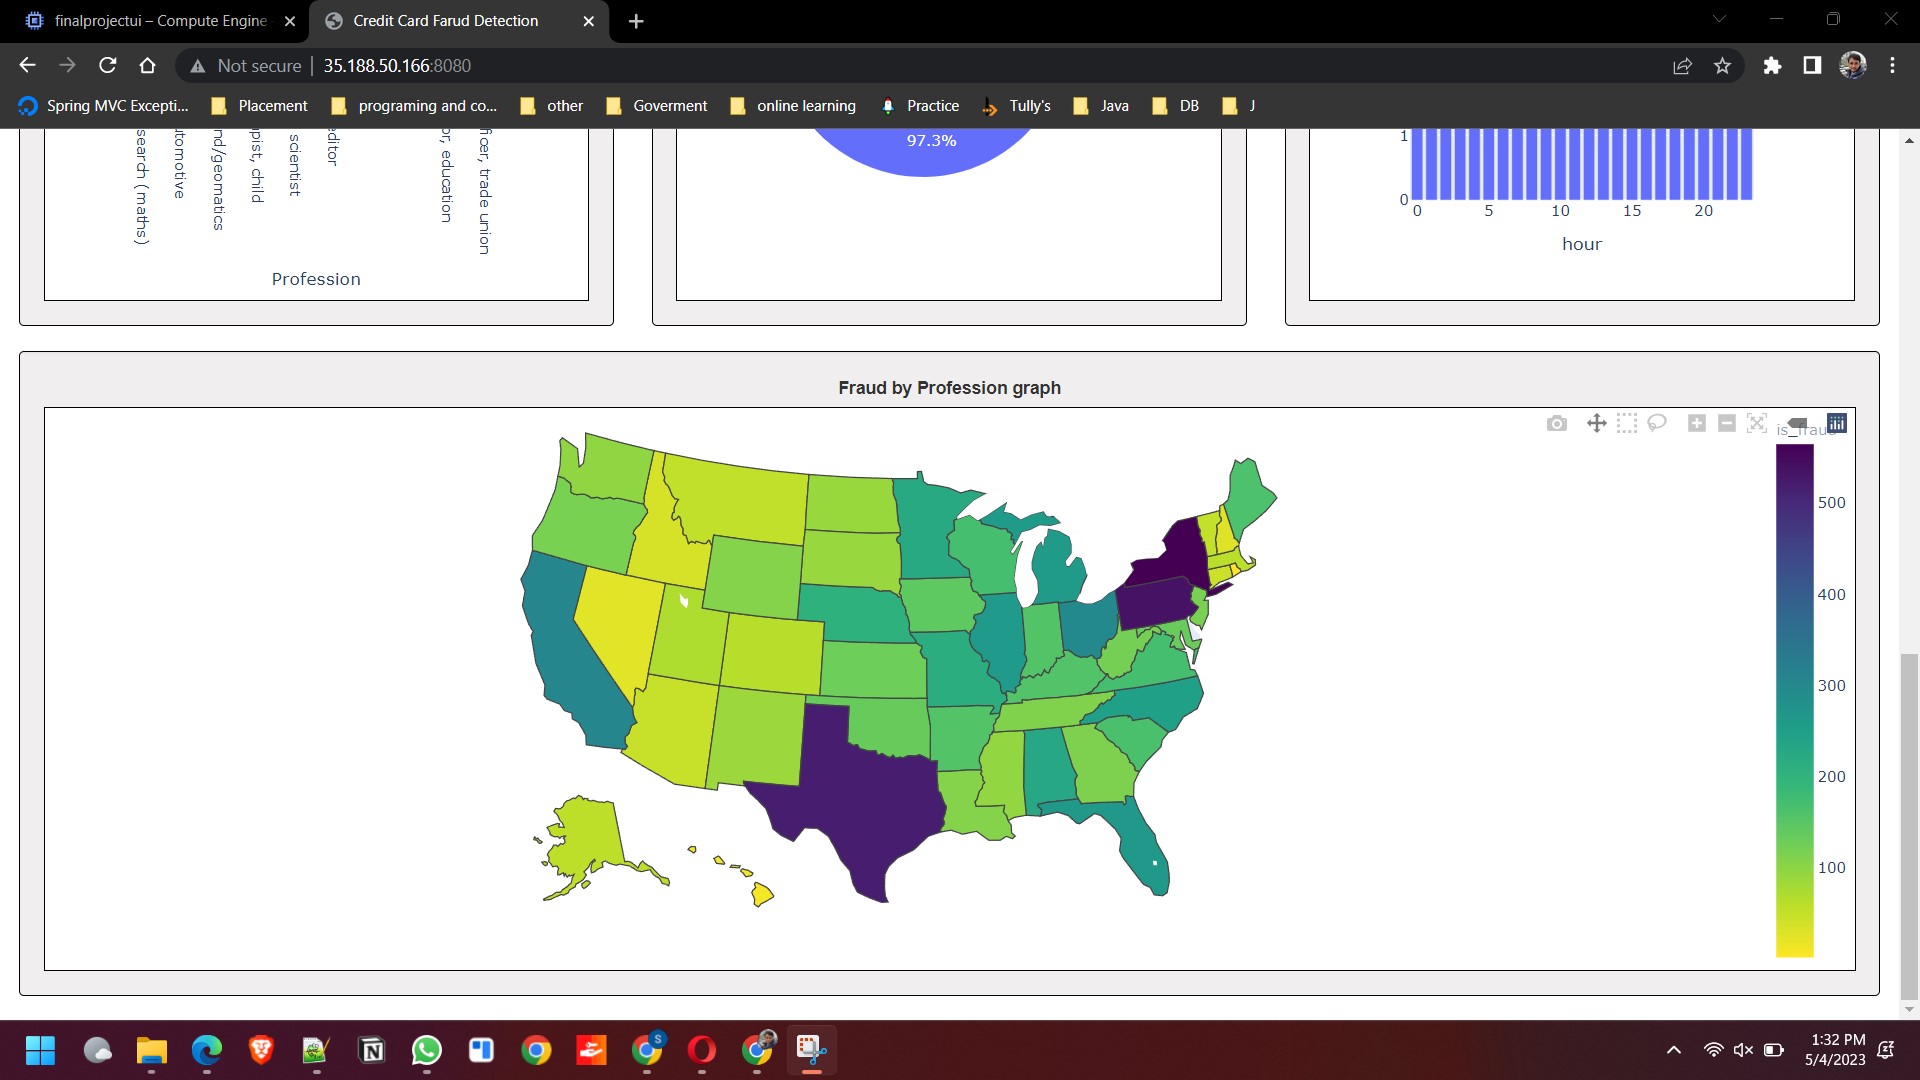 finalprojectui – Compute Engine
Credit Card Farud Detection
Not secure
35.188.50.166:8080
Spring MVC Excepti...
Placement
programing and co...
other
Goverment
online learning
Practice
Tully's
Java
DB
J
search (maths)
utomotive
nd/geomatics
apist, child
scientist
editor
or, education
ficer, trade union
Profession
97.3%
1
0
0 5 10 15 20
hour
Fraud by Profession graph
is_fraud
500
400
300
200
100
S
1:32 PM
5/4/2023